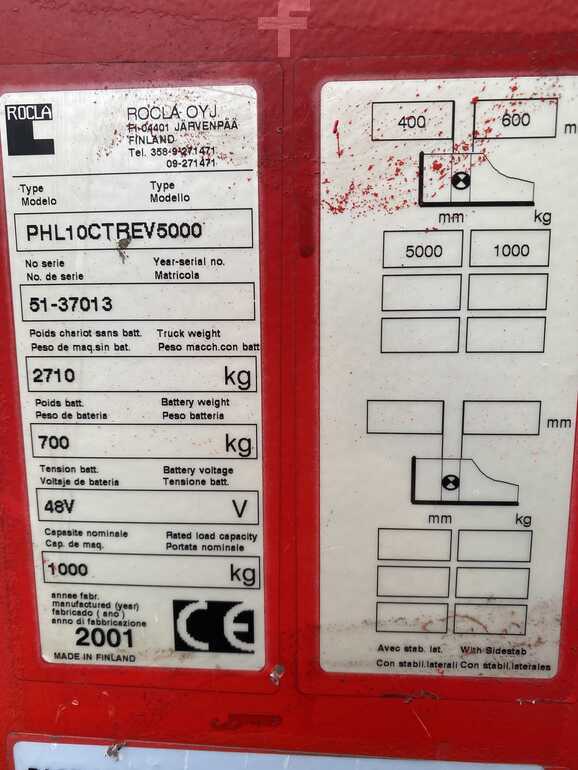 ROCLA
ROCLA OYJ
FI-04401 JÄRVENPÄÄ
FINLAND
Tel. 358-9-271471
09-271471
Type Type
Modelo Modello
PHL10CTREV5000
No serie Year-serial no.
No. de serie Matricola
51-37013
Poids chariot sans batt. Truck weight
Peso de maq.sin bat. Peso macch.con batt
2710 kg
Poids batt. Battery weight
Peso de bateria Peso batteria
700 kg
Tension batt. Battery voltage
Voltaje de bateria Tensione batt.
48V V
Capasite nominale Rated load capacity
Cap. de maq. Portata nominale
1000 kg
annee fabr.
manufactured (year)
fabricado ( ano )
anno di fabbricazione
2001
MADE IN FINLAND
CE
400 600 m
mm kg
5000 1000
mm
mm kg
Avec stab. lat. With Sidestab
Con stabil.laterali Con stabil.laterales